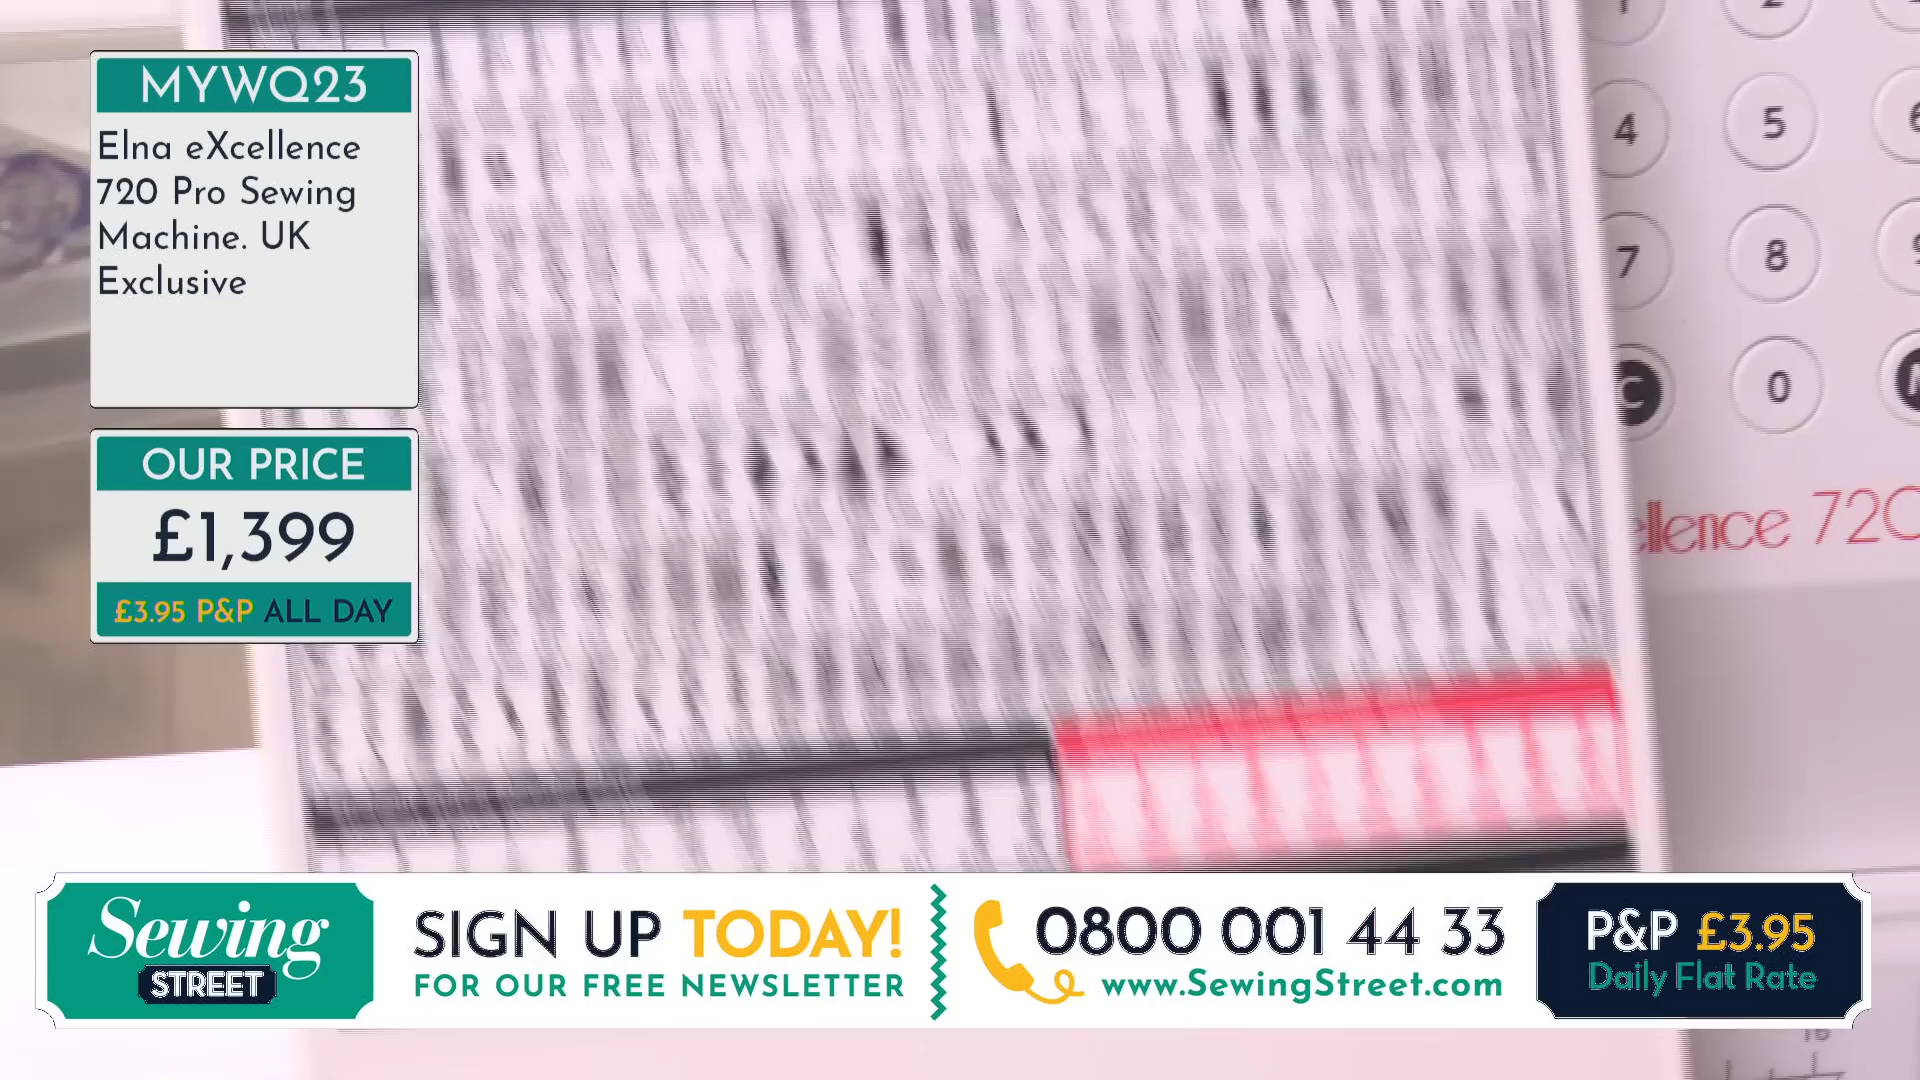 MYWQ23
Elna eXcellence
720 Pro Sewing
Machine. UK
Exclusive
OUR PRICE
£1,399
£3.95 P&P ALL DAY
4 5
7 8
C 0
ellence 720
Sewing
STREET
SIGN UP TODAY!
FOR OUR FREE NEWSLETTER
0800 001 44 33
www.SewingStreet.com
P&P £3.95
Daily Flat Rate